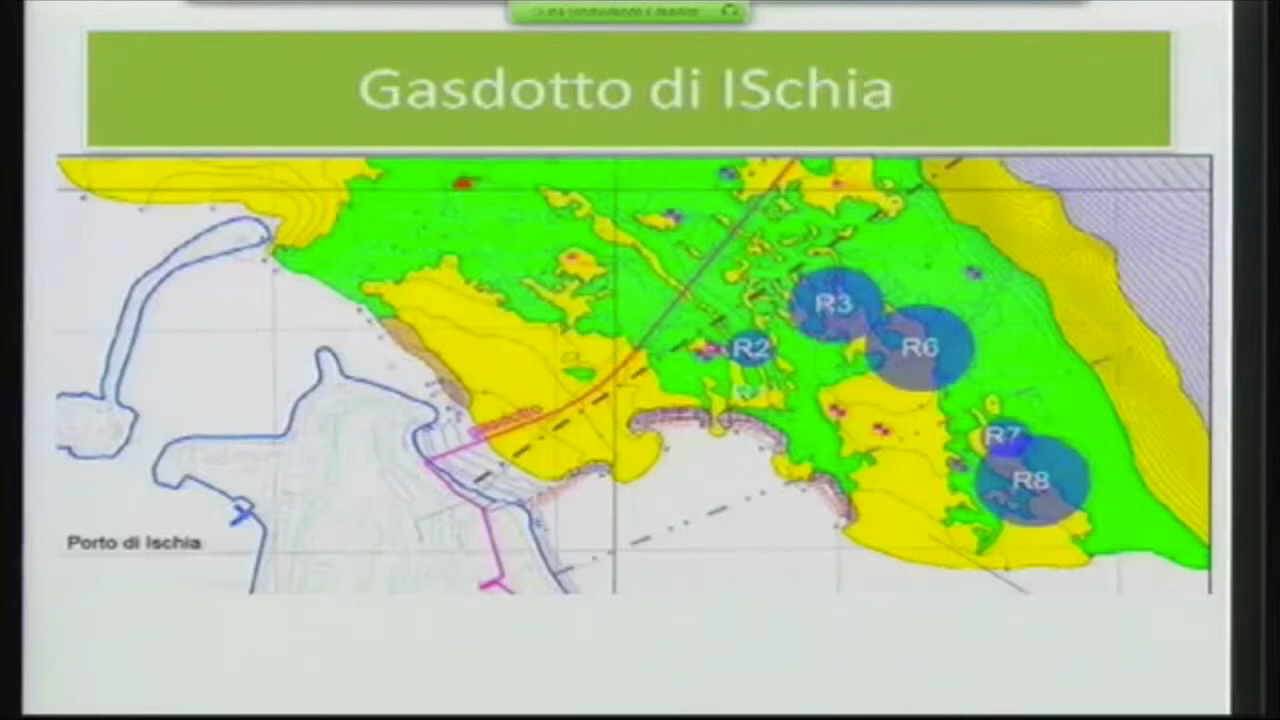 Gasdotto di ISchia
R3
R6
R2
R7
R8
Porto di Ischia